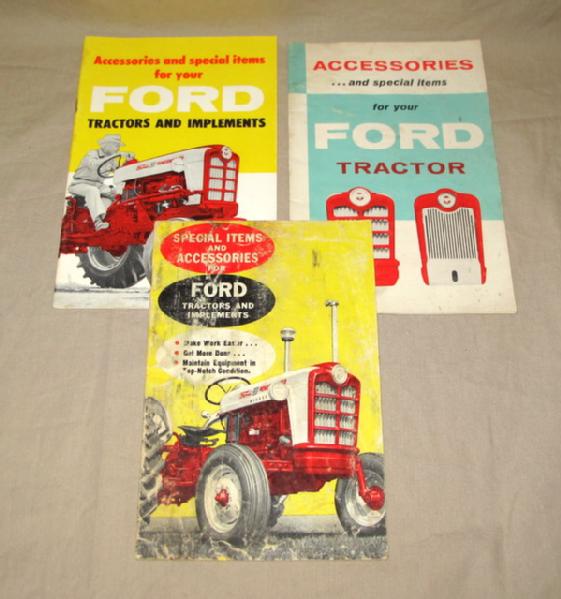 Accessories and special items
for your
FORD
TRACTORS AND IMPLEMENTS
ACCESSORIES
...and special items
for your
FORD
TRACTOR
SPECIAL ITEMS
AND
ACCESSORIES
FOR
FORD
TRACTORS AND
IMPLEMENTS
• Make Work Easier...
• Get More Done...
• Maintain Equipment in
Top-Notch Condition.